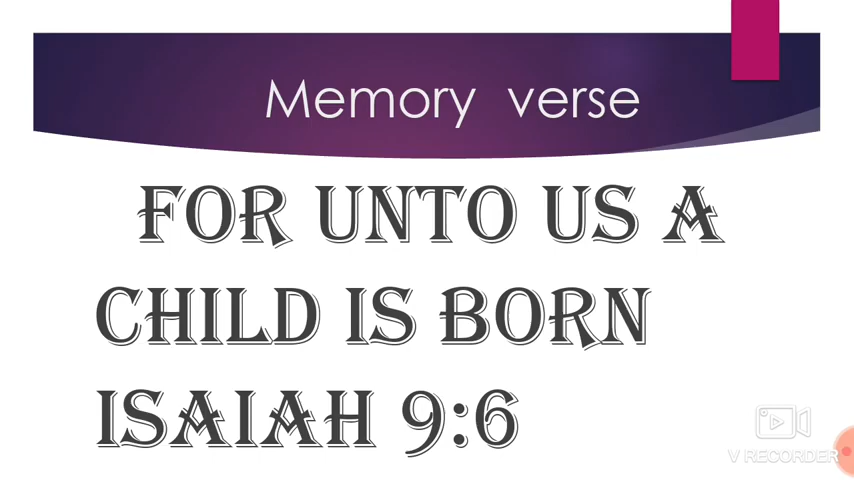 Memory verse
FOR UNTO US A
CHILD IS BORN
ISAIAH 9:6
V RECORDER